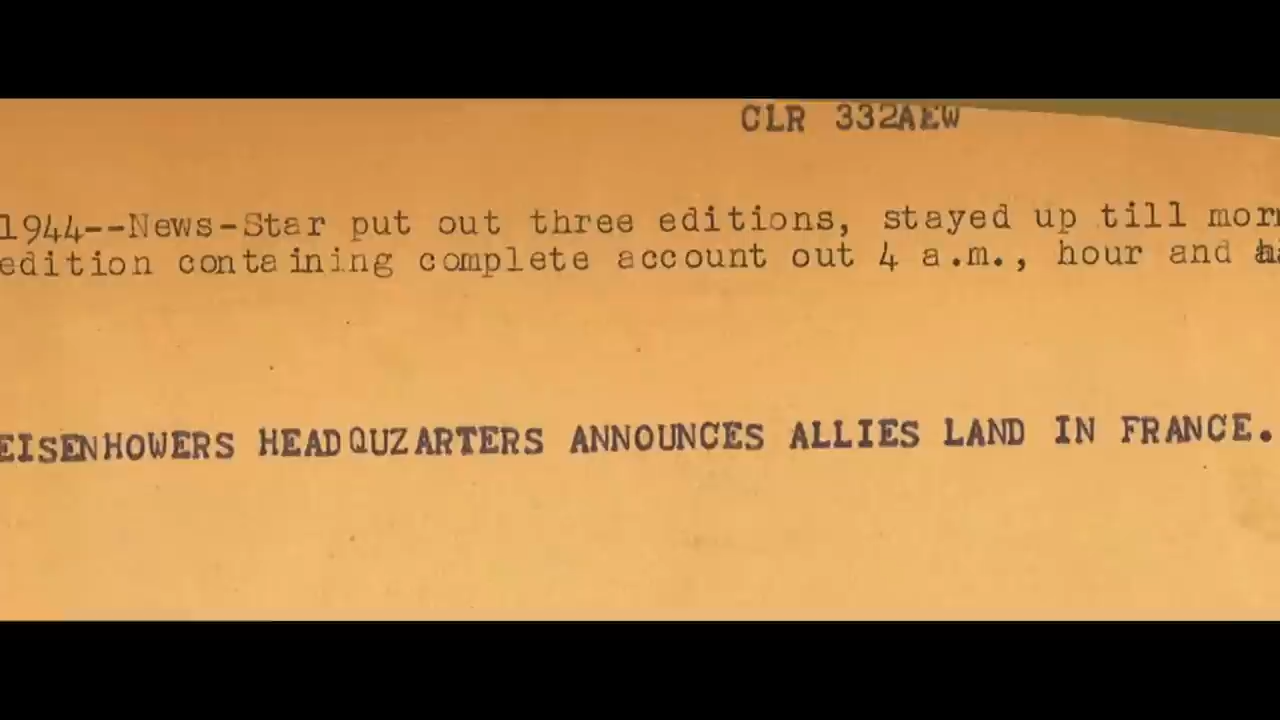 CLR 332AEW
1944--News-Star put out three editions, stayed up till
edition containing complete account out 4 a.m., hour and
EISENHOWERS HEADQUZARTERS ANNOUNCES ALLIES LAND IN FRANCE.